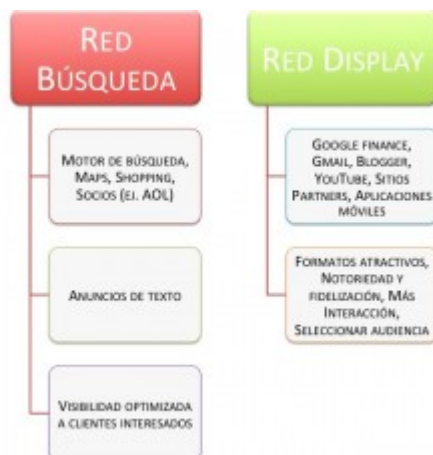 RED
BÚSQUEDA
MOTOR DE BÚSQUEDA,
MAPS, SHOPPING,
SOCIOS (EJ. AOL)
ANUNCIOS DE TEXTO
VISIBILIDAD OPTIMIZADA
A CLIENTES INTERESADOS
RED DISPLAY
GOOGLE FINANCE,
GMAIL, BLOGGER,
YOUTUBE, SITIOS
PARTNERS, APLICACIONES
MÓVILES
FORMATOS ATRACTIVOS,
NOTORIEDAD Y
FIDELIZACIÓN, MÁS
INTERACCIÓN,
SELECCIONAR AUDIENCIA